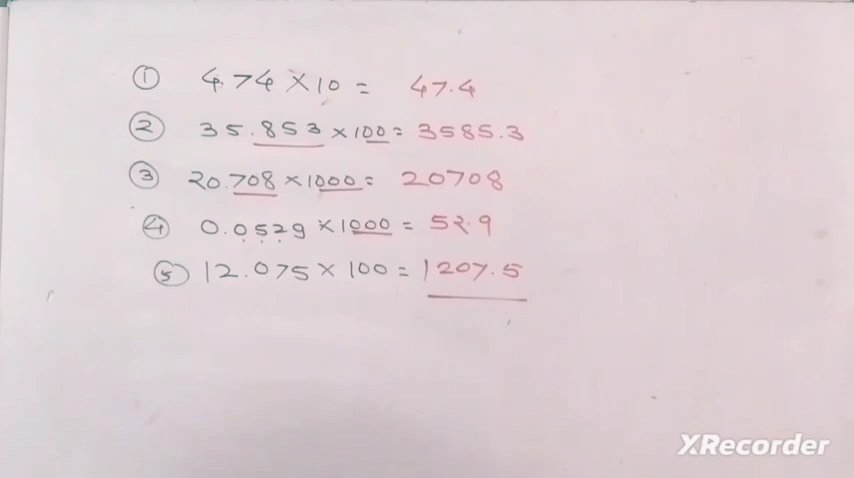 ① 4.74 × 10 = 47.4
② 35.853 × 100 = 3585.3
③ 20.708 × 1000 = 20708
④ 0.0529 × 1000 = 52.9
⑤ 12.075 × 100 = 1207.5
XRecorder